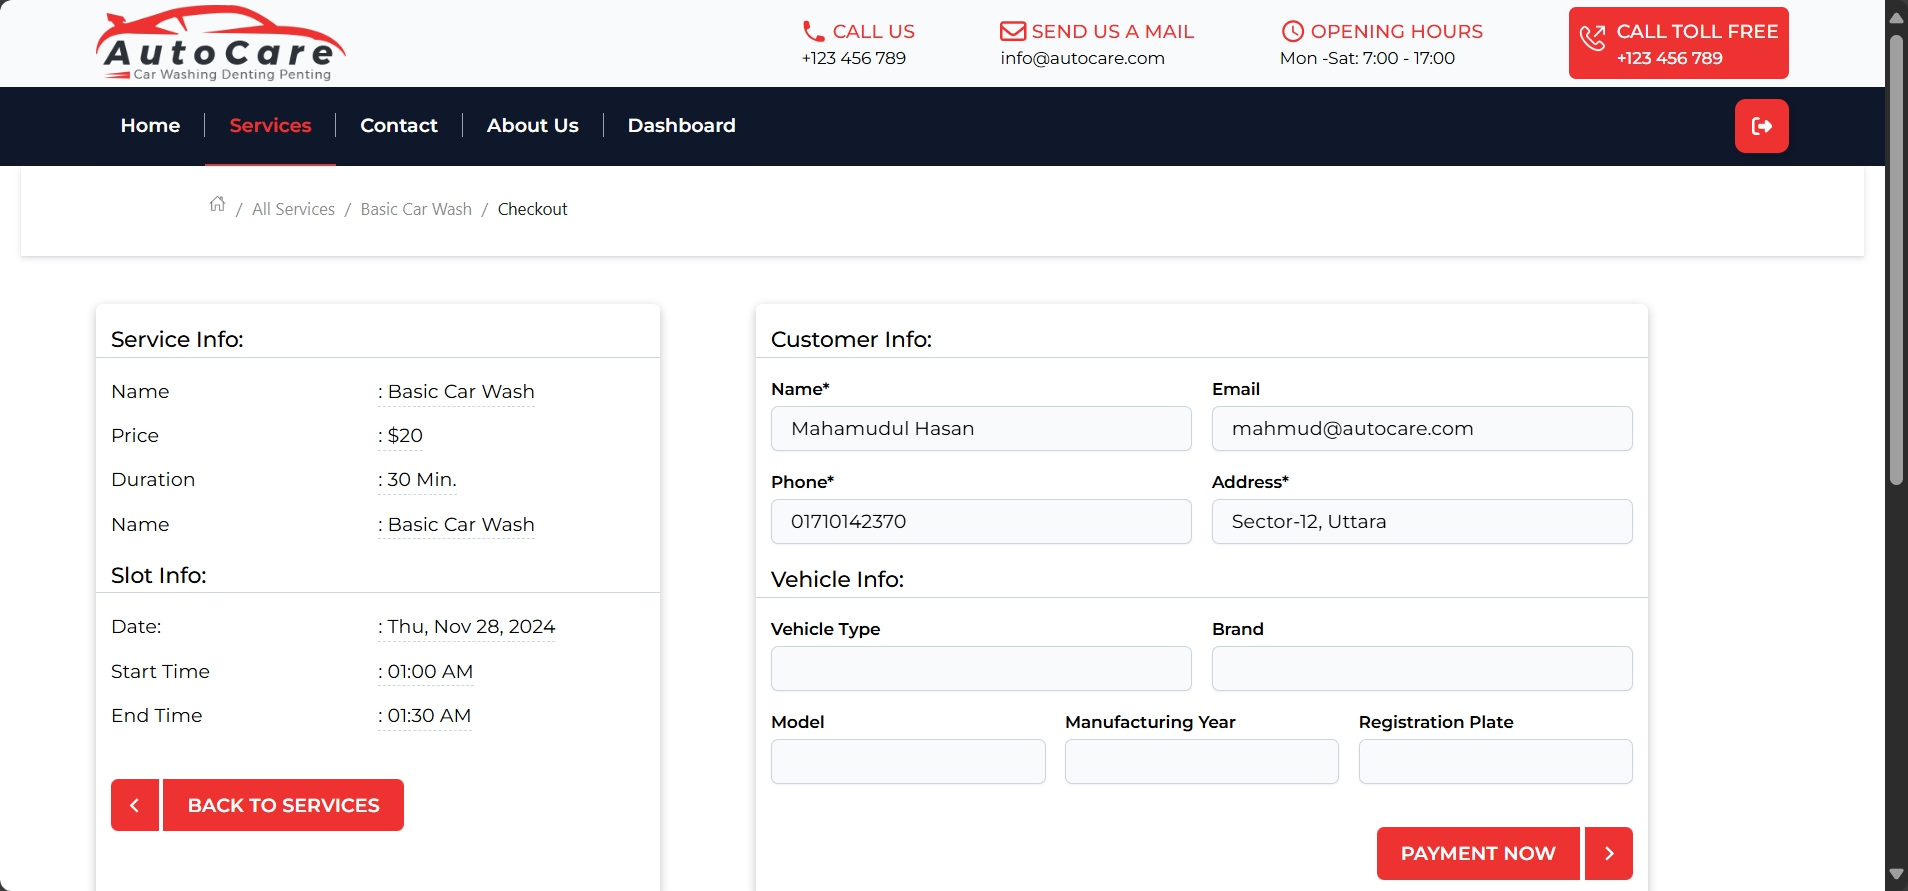 AutoCare
Car Washing Denting Penting
CALL US
+123 456 789
SEND US A MAIL
info@autocare.com
OPENING HOURS
Mon -Sat: 7:00 - 17:00
CALL TOLL FREE
+123 456 789
Home
Services
Contact
About Us
Dashboard
/ All Services / Basic Car Wash / Checkout
Service Info:
Name : Basic Car Wash
Price : $20
Duration : 30 Min.
Name : Basic Car Wash
Slot Info:
Date: : Thu, Nov 28, 2024
Start Time : 01:00 AM
End Time : 01:30 AM
BACK TO SERVICES
Customer Info:
Name* Email
Mahamudul Hasan mahmud@autocare.com
Phone* Address*
01710142370 Sector-12, Uttara
Vehicle Info:
Vehicle Type Brand
Model Manufacturing Year Registration Plate
PAYMENT NOW